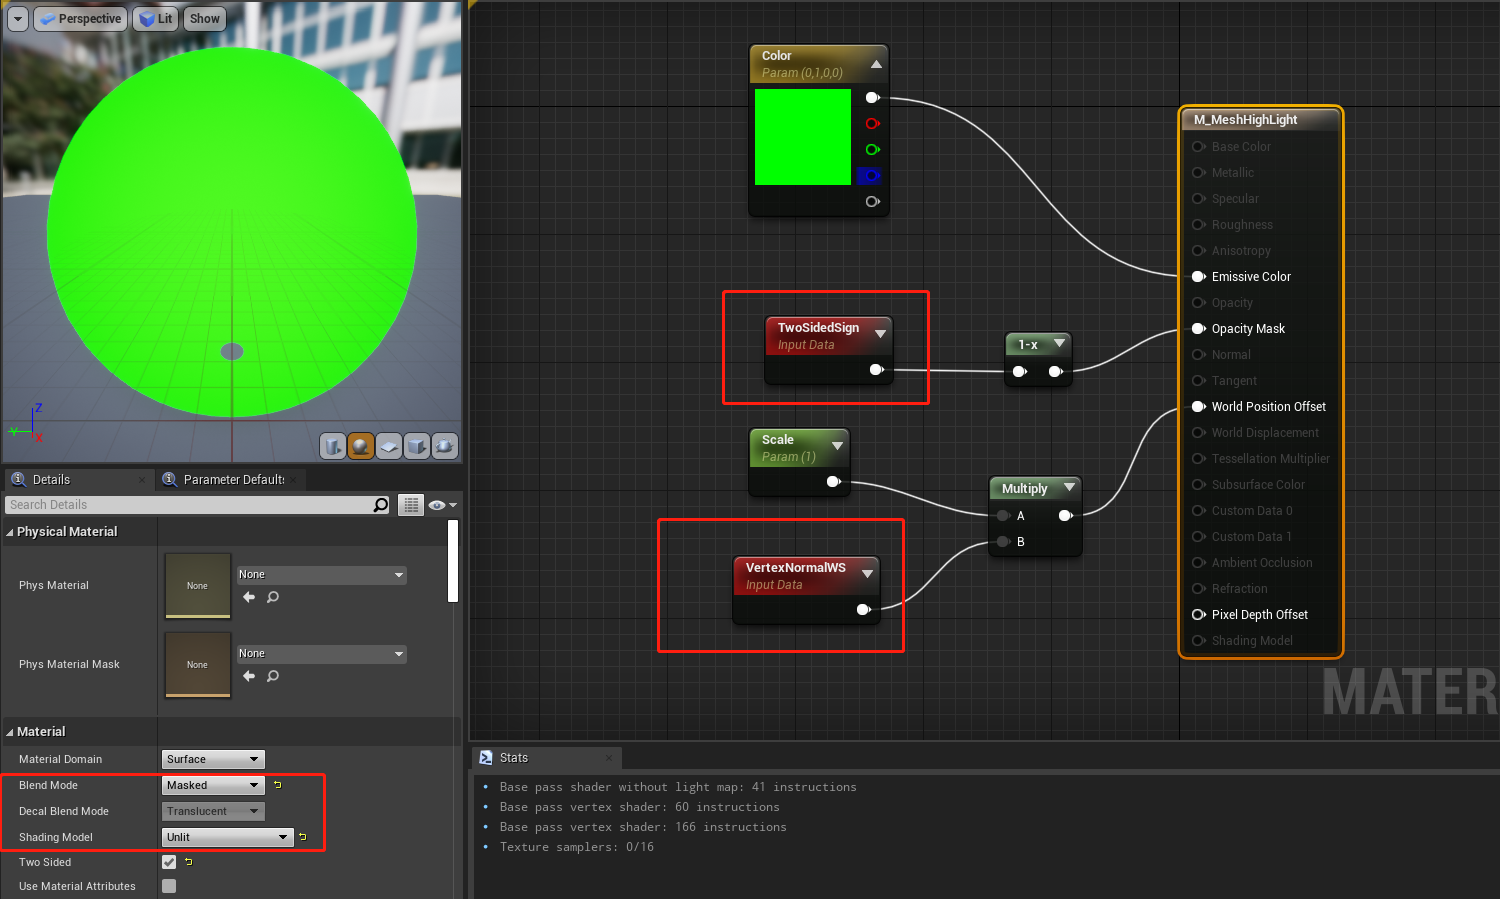 Perspective
Lit
Show
Z
Y
X
Details
Parameter Defaults
Search Details
Physical Material
Phys Material
None
None
Phys Material Mask
None
None
Material
Material Domain
Surface
Blend Mode
Masked
Decal Blend Mode
Translucent
Shading Model
Unlit
Two Sided
Use Material Attributes
Color
Param (0,1,0,0)
TwoSidedSign
Input Data
1-x
Scale
Param (1)
Multiply
A
B
VertexNormalWS
Input Data
M_MeshHighLight
Base Color
Metallic
Specular
Roughness
Anisotropy
Emissive Color
Opacity
Opacity Mask
Normal
Tangent
World Position Offset
World Displacement
Tessellation Multiplier
Subsurface Color
Custom Data 0
Custom Data 1
Ambient Occlusion
Refraction
Pixel Depth Offset
Shading Model
MATER
Stats
Base pass shader without light map: 41 instructions
Base pass vertex shader: 60 instructions
Base pass vertex shader: 166 instructions
Texture samplers: 0/16